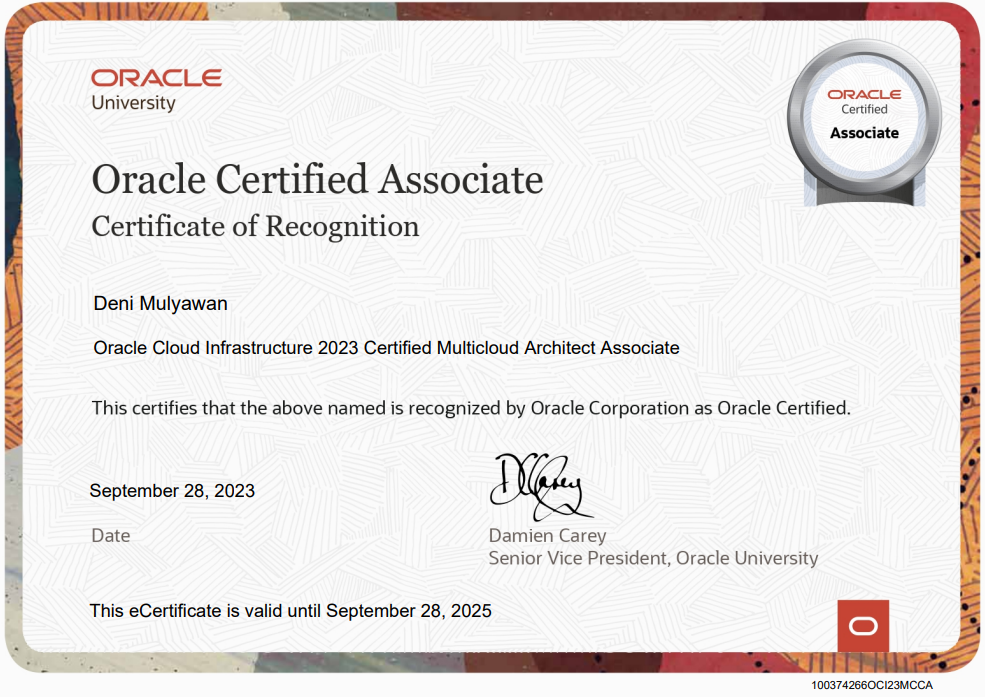 ORACLE
University
ORACLE
Certified
Associate
Oracle Certified Associate
Certificate of Recognition
Deni Mulyawan
Oracle Cloud Infrastructure 2023 Certified Multicloud Architect Associate
This certifies that the above named is recognized by Oracle Corporation as Oracle Certified.
September 28, 2023
Date
DCarey
Damien Carey
Senior Vice President, Oracle University
This eCertificate is valid until September 28, 2025
100374266OCI23MCCA